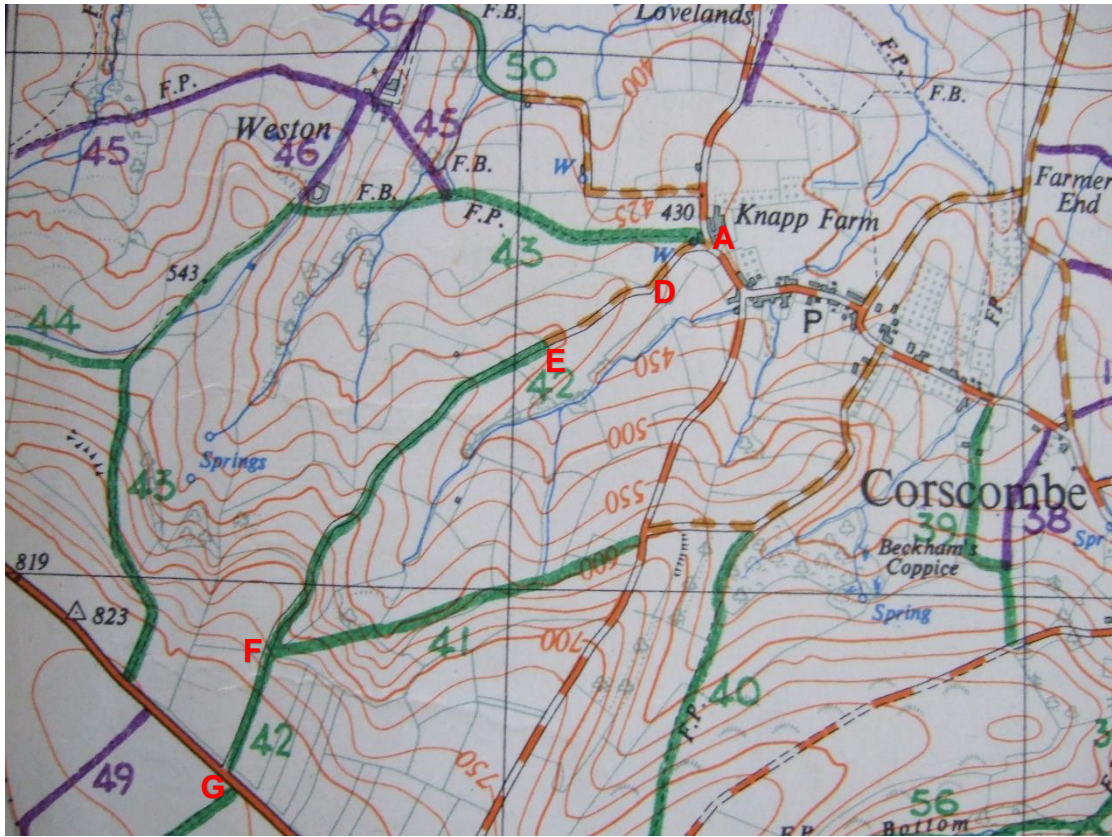 46
F.B.
Lovelands
50
400
F.P.
F.P.
F.B.
45
Weston
45
46
F.B.
W
F.B.
F.P.
425
430
Knapp Farm
Farmer
End
43
W
A
543
D
P
F.P.
44
E
42
450
500
Springs
43
550
Corscombe
39
38
Spr
819
823
600
Beckham's
Coppice
Spring
F
41
700
40
F.P.
42
750
49
G
56
Bottom
F.P.